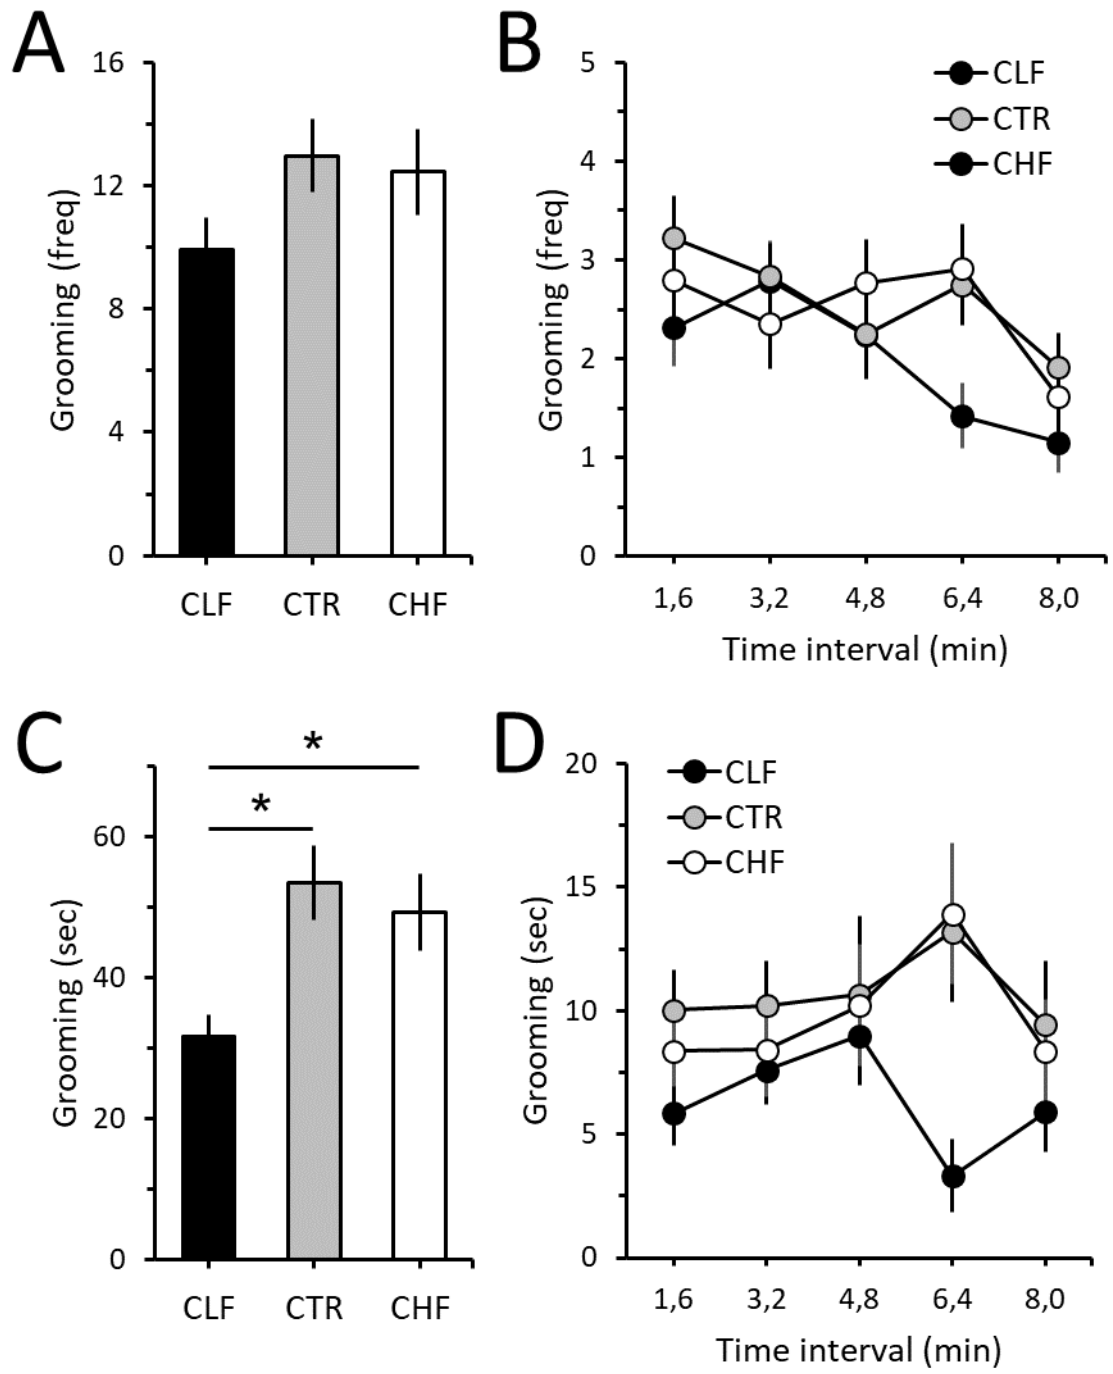 A
16
12
8
4
0
Grooming (freq)
CLF CTR CHF
B
5
4
3
2
1
0
Grooming (freq)
CLF
CTR
CHF
1,6 3,2 4,8 6,4 8,0
Time interval (min)
C
*
*
60
40
20
0
Grooming (sec)
CLF CTR CHF
D
20
15
10
5
0
Grooming (sec)
CLF
CTR
CHF
1,6 3,2 4,8 6,4 8,0
Time interval (min)